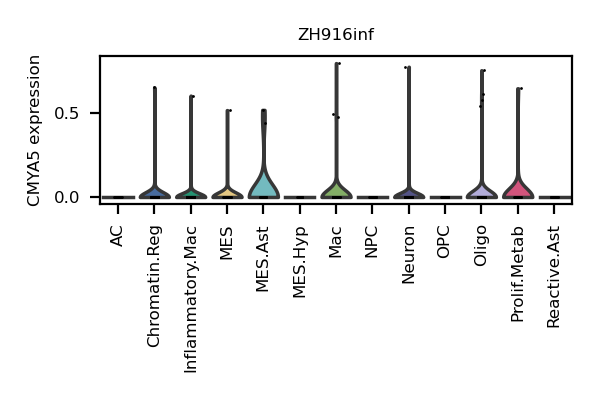 ZH916inf
CMYA5 expression
0.5
0.0
AC
Chromatin.Reg
Inflammatory.Mac
MES
MES.Ast
MES.Hyp
Mac
NPC
Neuron
OPC
Oligo
Prolif.Metab
Reactive.Ast